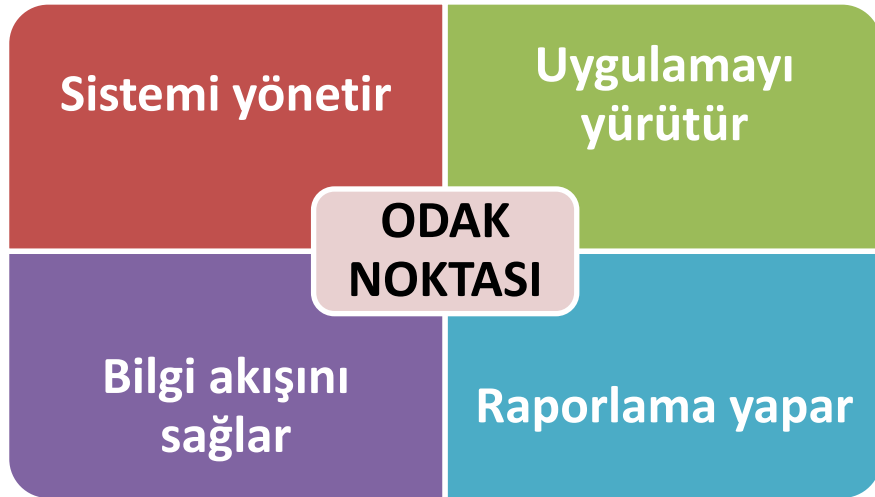 Sistemi yönetir
Uygulamayı
yürütür
ODAK
NOKTASI
Bilgi akışını
sağlar
Raporlama yapar